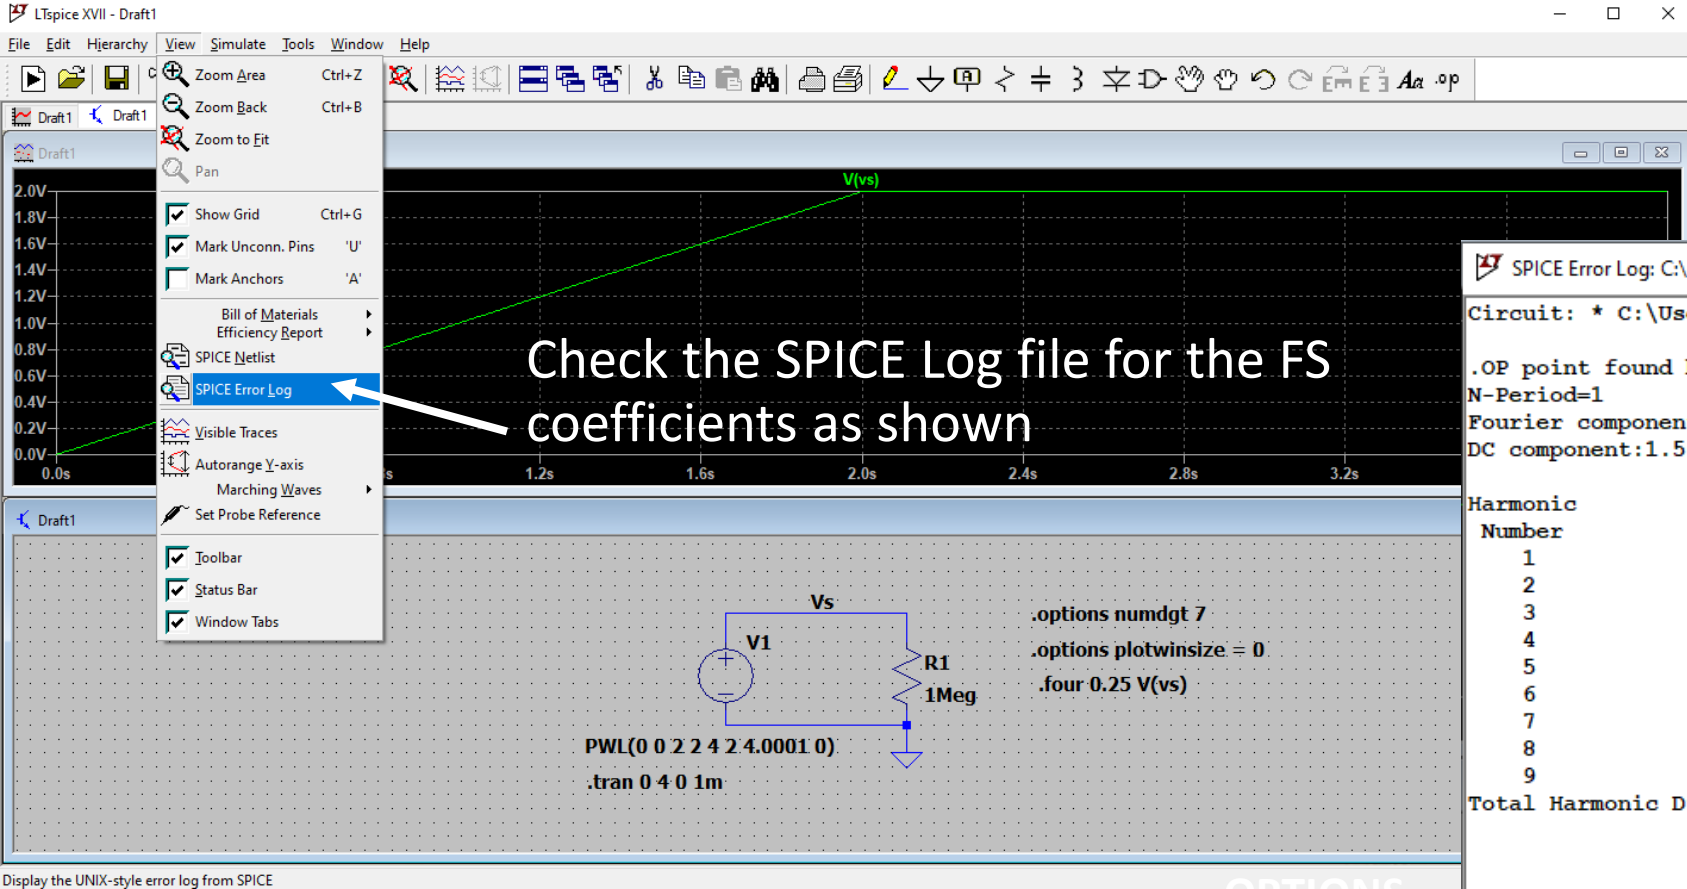 LTspice XVII - Draft1
File Edit Hierarchy View Simulate Tools Window Help
Aa .op
Draft1 Draft1
Draft1
Zoom Area Ctrl+Z
Zoom Back Ctrl+B
Zoom to Fit
Pan
Show Grid Ctrl+G
Mark Unconn. Pins 'U'
Mark Anchors 'A'
Bill of Materials
Efficiency Report
SPICE Netlist
SPICE Error Log
Visible Traces
Autorange Y-axis
Marching Waves
Set Probe Reference
Toolbar
Status Bar
Window Tabs
V(vs)
2.0V
1.8V
1.6V
1.4V
1.2V
1.0V
0.8V
0.6V
0.4V
0.2V
0.0V
0.0s 1.2s 1.6s 2.0s 2.4s 2.8s 3.2s
Check the SPICE Log file for the FS
coefficients as shown
Draft1
Vs
V1
R1
1Meg
PWL(0 0 2 2 4 2 4.0001 0)
.tran 0 4 0 1m
.options numdgt 7
.options plotwinsize = 0
.four 0.25 V(vs)
SPICE Error Log: C:\
Circuit: * C:\Us
.OP point found
N-Period=1
Fourier componen
DC component:1.5
Harmonic
Number
1
2
3
4
5
6
7
8
9
Total Harmonic D
Display the UNIX-style error log from SPICE
OPTIONS